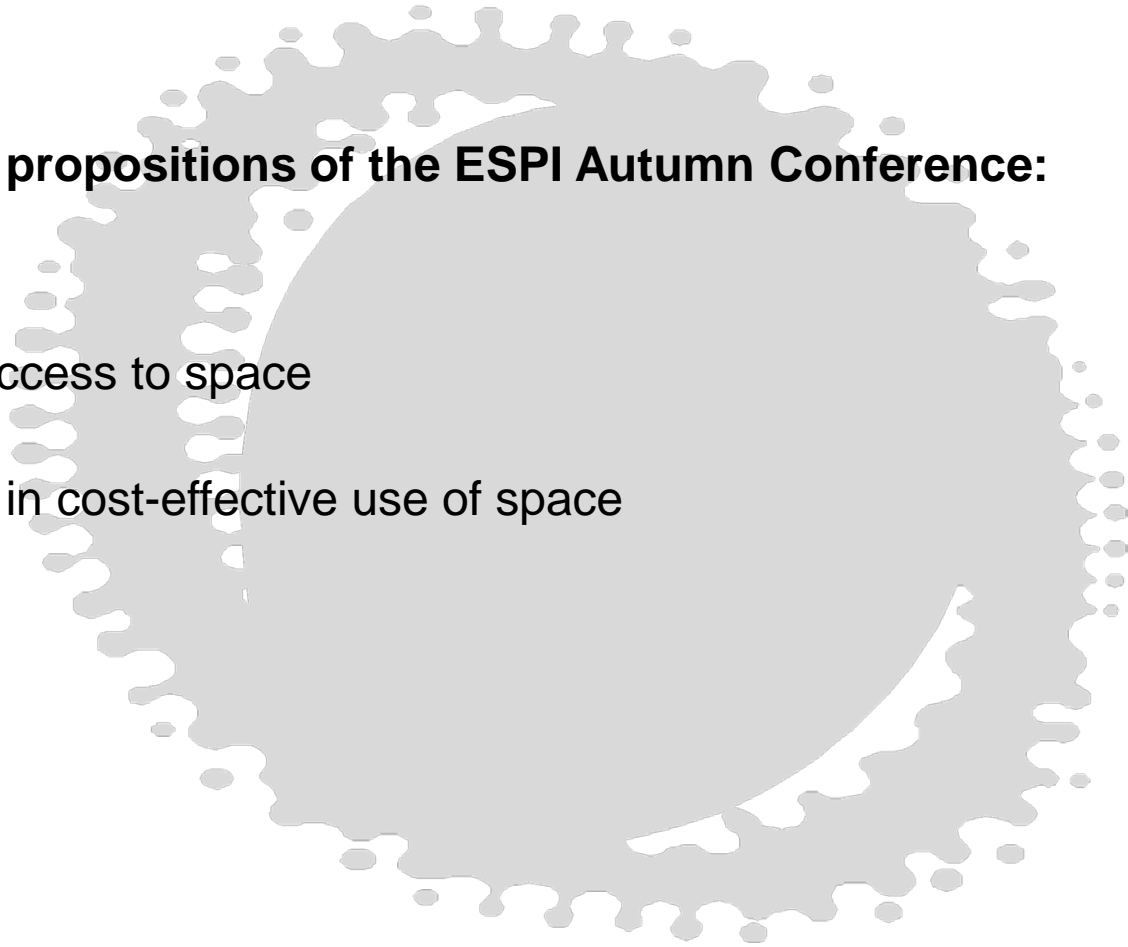 propositions of the ESPI Autumn Conference:
ccess to space
in cost-effective use of space